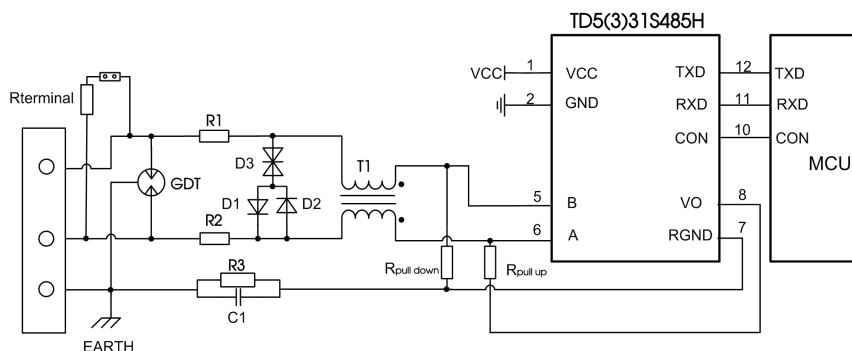 TD5(3)31S485H
VCC 1 VCC TXD 12 TXD
Rterminal
2 GND RXD 11 RXD
R1
CON 10 CON
D3 T1 MCU
GDT
D1 D2 5 B VO 8
R2 6 A RGND 7
R3 Rpull down Rpull up
C1
EARTH